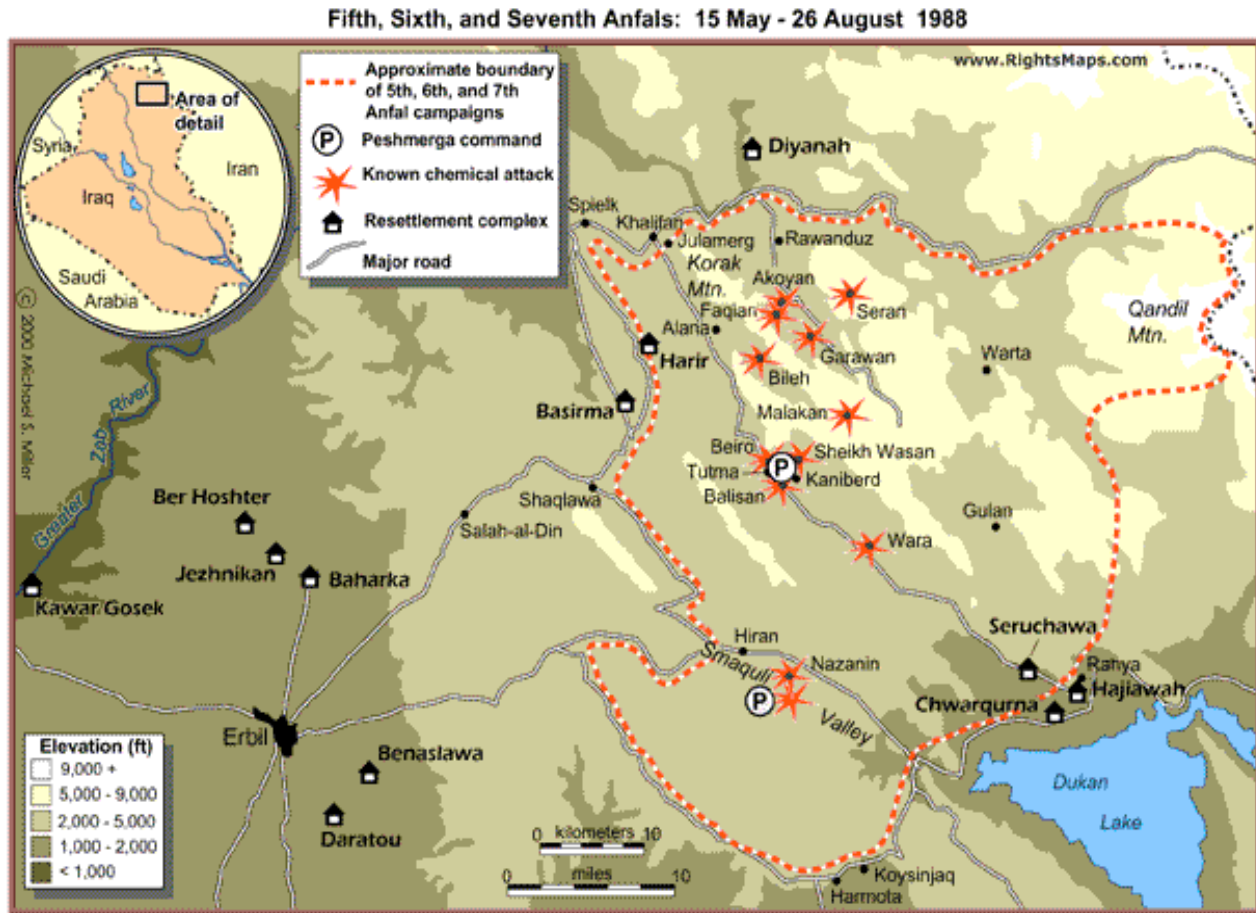 Fifth, Sixth, and Seventh Anfals: 15 May - 26 August 1988
www.RightsMaps.com
Area of
detail
Syria
Iran
Iraq
Saudi
Arabia
Approximate boundary
of 5th, 6th, and 7th
Anfal campaigns
P
Peshmerga command
Known chemical attack
Resettlement complex
Major road
© 2000 Michael S. Miller
Diyanah
Spielk
Khalifan
Julamerg
Rawanduz
Korak
Mtn.
Akoyan
Seran
Faqian
Alana
Garawan
Qandil
Mtn.
Harir
Bileh
Warta
Basirma
Malakan
Greater Zab River
Beiro
Sheikh Wasan
P
Tutma
Kaniberd
Balisan
Ber Hoshter
Shaqlawa
Salah-al-Din
Gulan
Wara
Jezhnikan
Baharka
Kawar Gosek
Seruchawa
Hiran
Smaquli
Valley
Nazanin
Ranya
Hajiawah
P
Chwarqurna
Erbil
Benaslawa
Daratou
Dukan
Lake
Elevation (ft)
9,000 +
5,000 - 9,000
2,000 - 5,000
1,000 - 2,000
< 1,000
0 kilometers 10
0 miles 10
Koysinjaq
Harmota